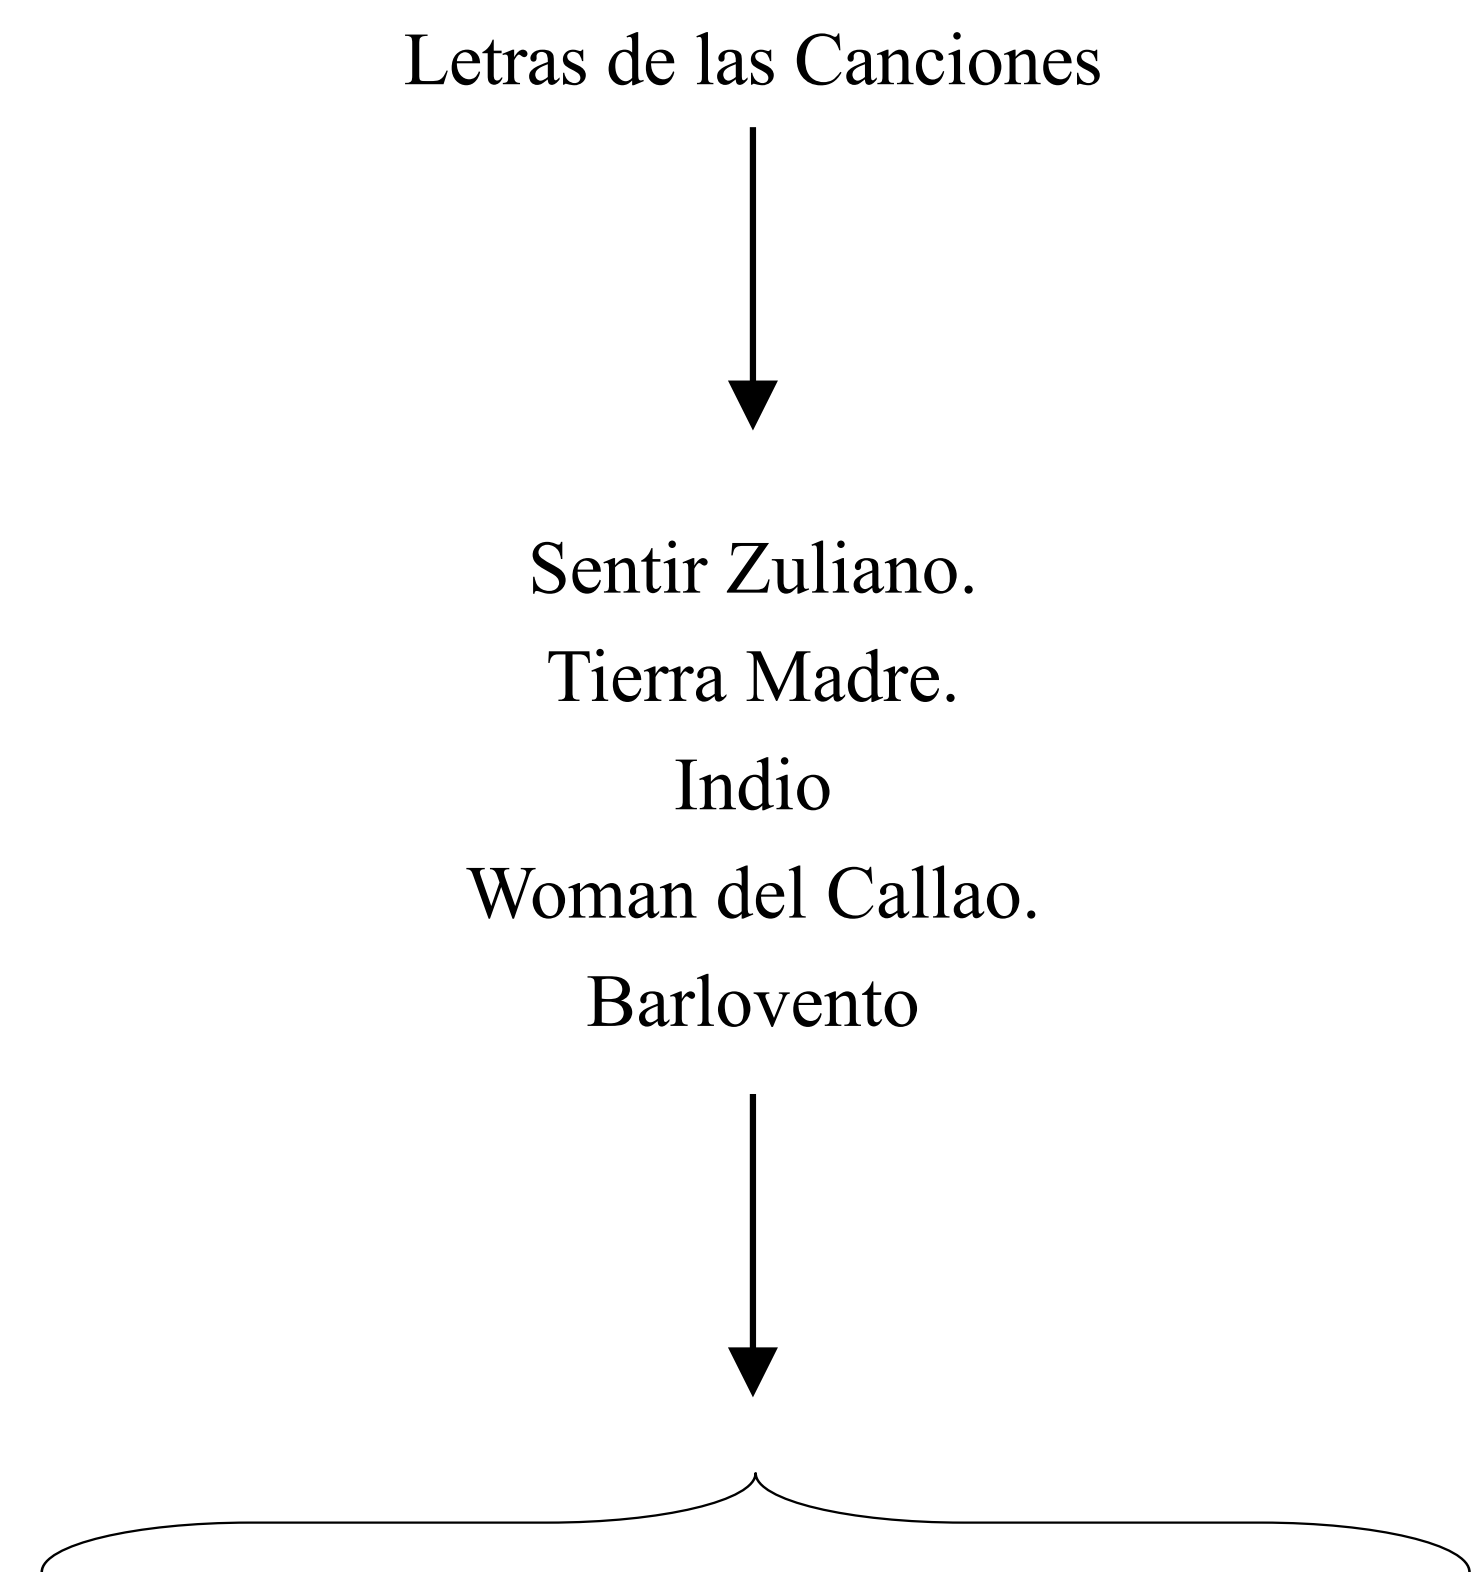 Letras de las Canciones
Sentir Zuliano.
Tierra Madre.
Indio
Woman del Callao.
Barlovento